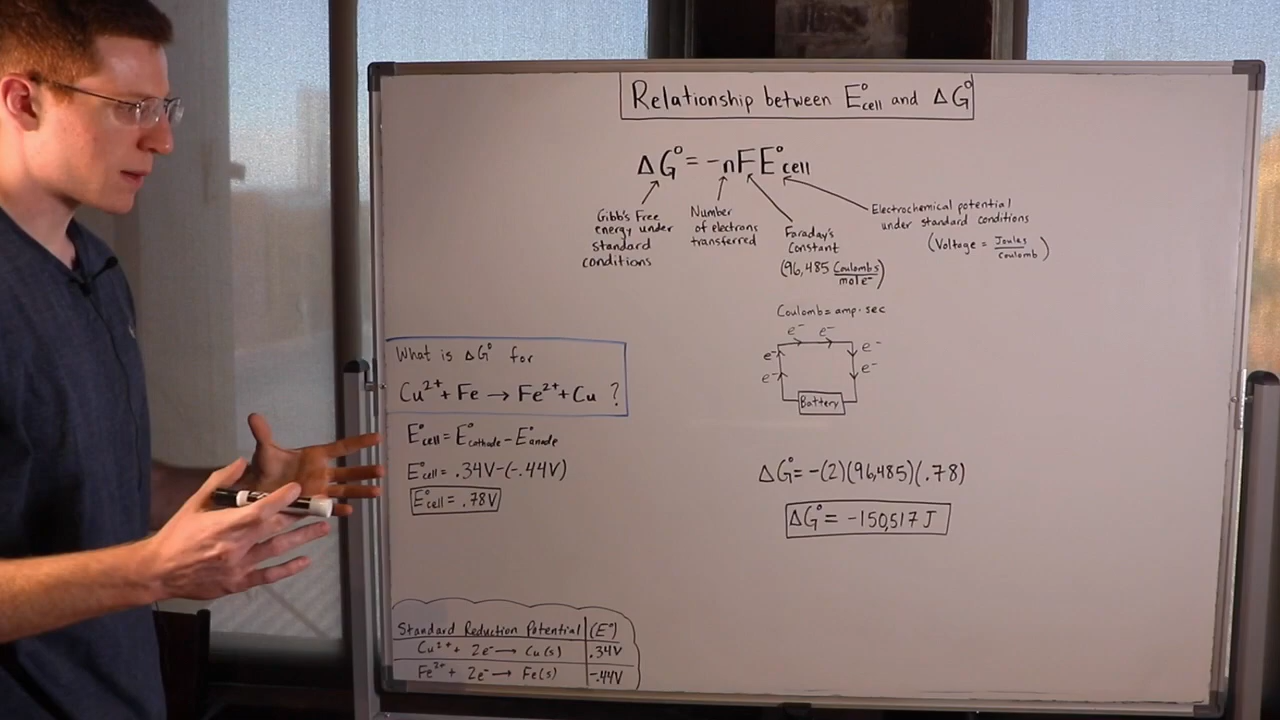 Relationship between E°cell and ΔG°
ΔG° = -nFE°cell
Gibb's Free
energy under
standard
conditions
Number
of electrons
transferred
Faraday's
Constant
(96,485 Coulombs/mole e⁻)
Electrochemical potential
under standard conditions
(Voltage = Joules/Coulomb)
Coulomb = amp · sec
e⁻ e⁻
e⁻ e⁻
e⁻ e⁻
Battery
What is ΔG° for
Cu²⁺ + Fe → Fe²⁺ + Cu ?
E°cell = E°cathode - E°anode
E°cell = .34V-(-.44V)
E°cell = .78V
ΔG° = -(2)(96,485)(.78)
ΔG° = -150,517 J
Standard Reduction Potential (E°)
Cu²⁺ + 2e⁻ → Cu(s) .34V
Fe²⁺ + 2e⁻ → Fe(s) -.44V